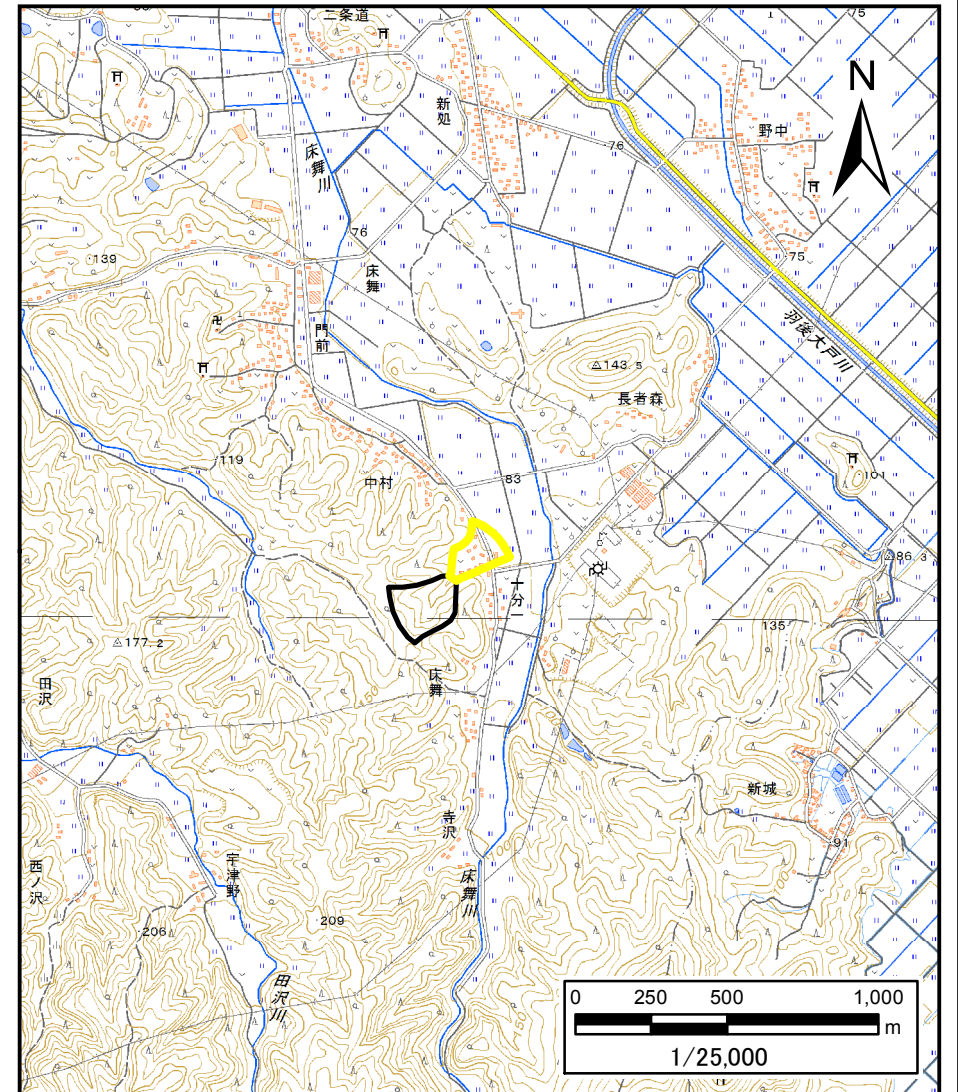 二条道
75
新処
N
床舞川
76
野中
76
床舞
139
75
門前
羽後大戸川
143.5
長者森
119
中村
83
101
86.3
十分一
135
177.2
床舞
田沢
新城
寺沢
91
西ノ沢
宇津野
床舞川
209
206
田沢川
0 250 500 1,000
m
1/25,000